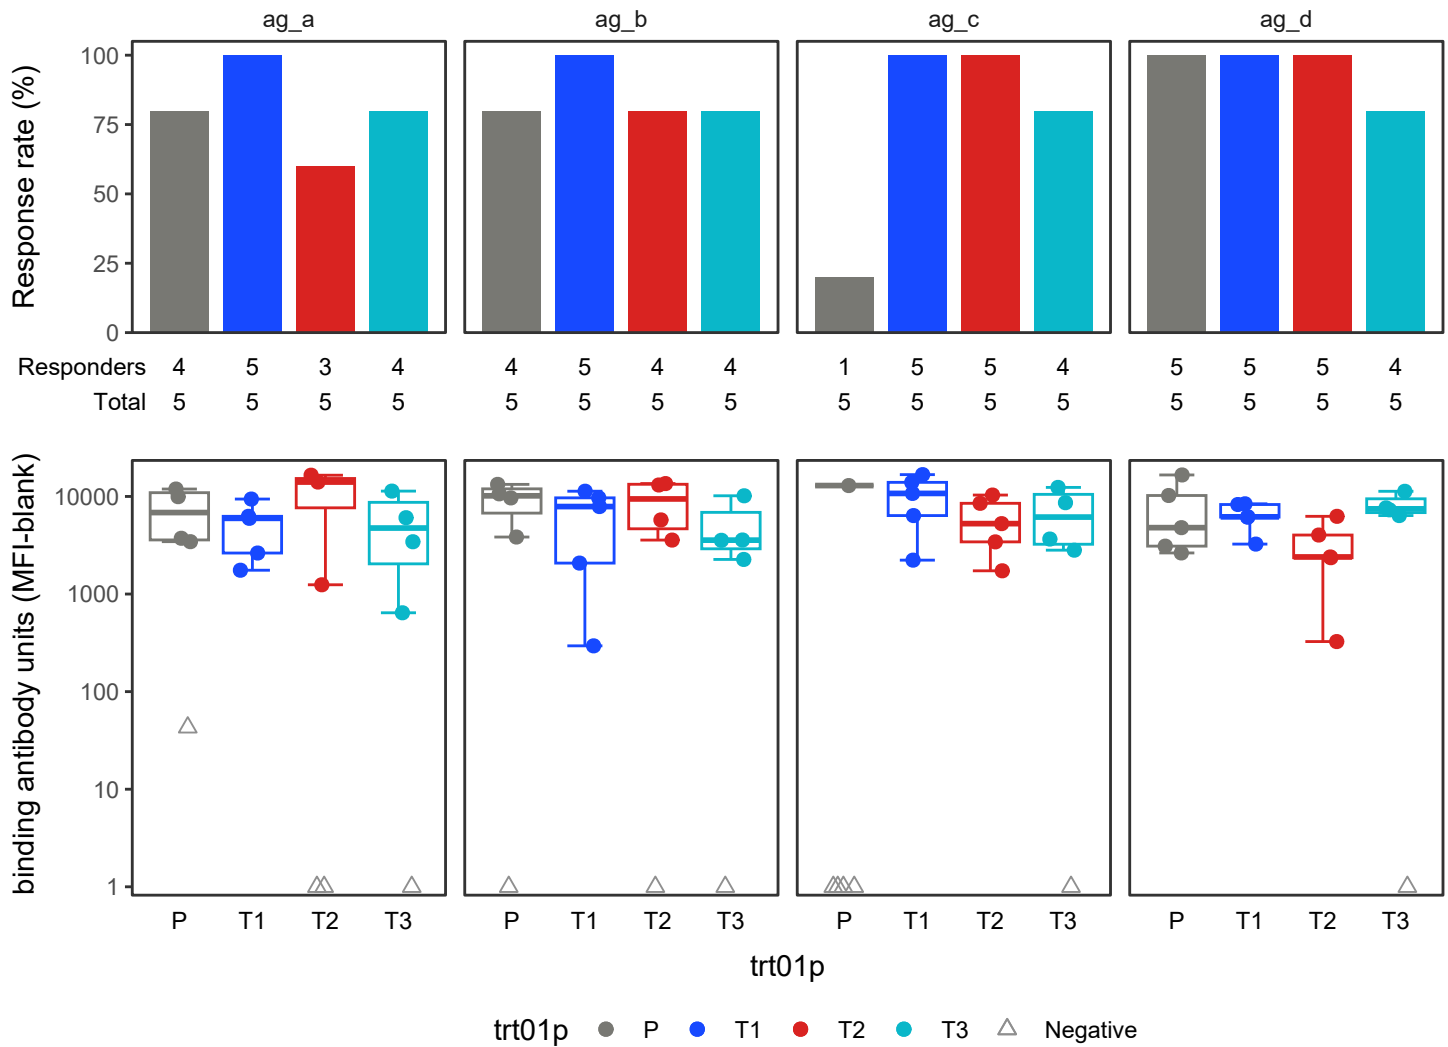 ag_a ag_b ag_c ag_d
Response rate (%)
100
75
50
25
0
Responders 4 5 3 4 4 5 4 4 1 5 5 4 5 5 5 4
Total 5 5 5 5 5 5 5 5 5 5 5 5 5 5 5 5
binding antibody units (MFI-blank)
10000
1000
100
10
1
P T1 T2 T3 P T1 T2 T3 P T1 T2 T3 P T1 T2 T3
trt01p
trt01p P T1 T2 T3 Negative